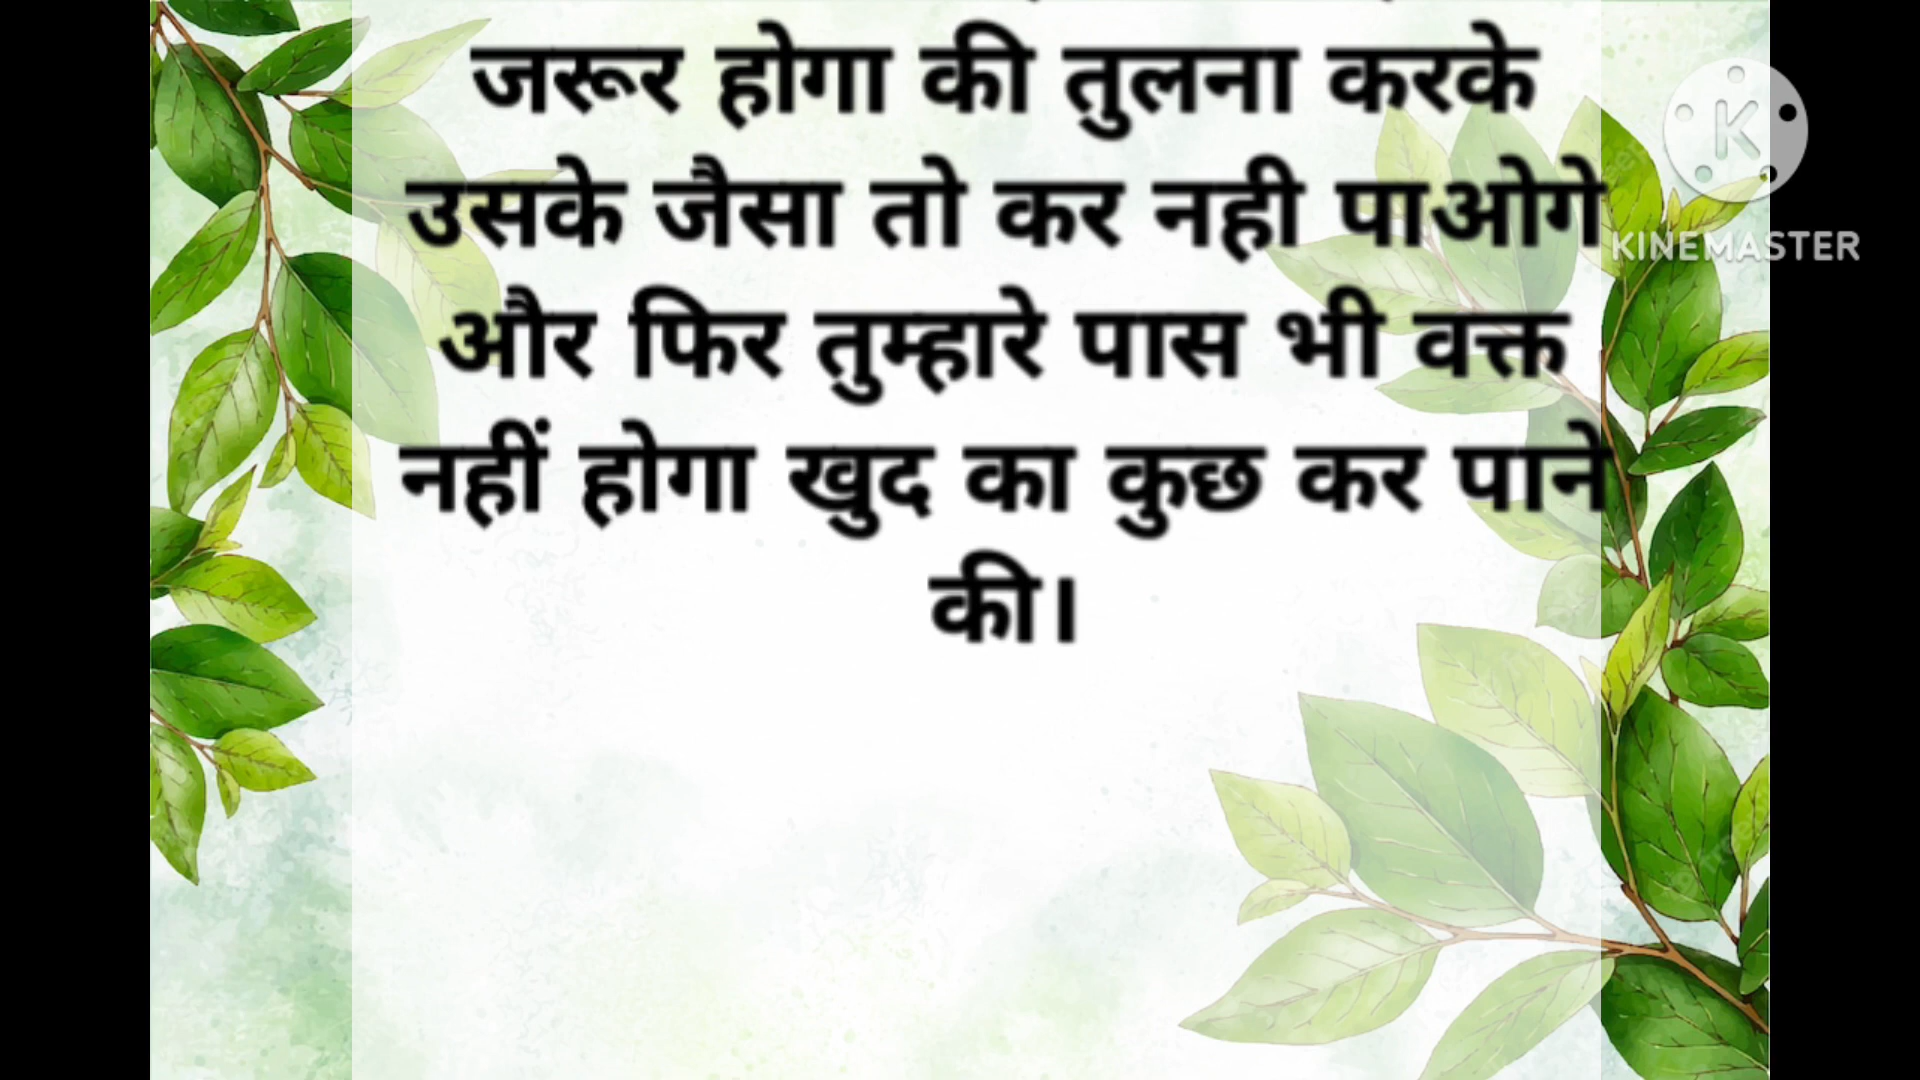 जरूर होगा की तुलना करके
उसके जैसा तो कर नही पाओगे
और फिर तुम्हारे पास भी वक्त
नहीं होगा खुद का कुछ कर पाने
की।
K
KINEMASTER